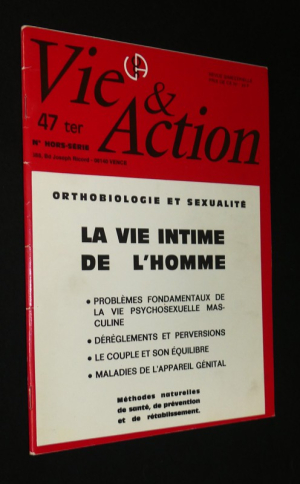 Vie &
Action
47 ter
N° HORS-SERIE
ORTHOBIOLOGIE ET SEXUALITÉ
LA VIE INTIME
DE L'HOMME
• PROBLÈMES FONDAMENTAUX DE
LA VIE PSYCHOSEXUELLE MAS-
CULINE
• DÉRÉGLEMENTS ET PERVERSIONS
• LE COUPLE ET SON ÉQUILIBRE
• MALADIES DE L'APPAREIL GÉNITAL
Méthodes naturelles
de santé, de prévention
et de rétablissement.